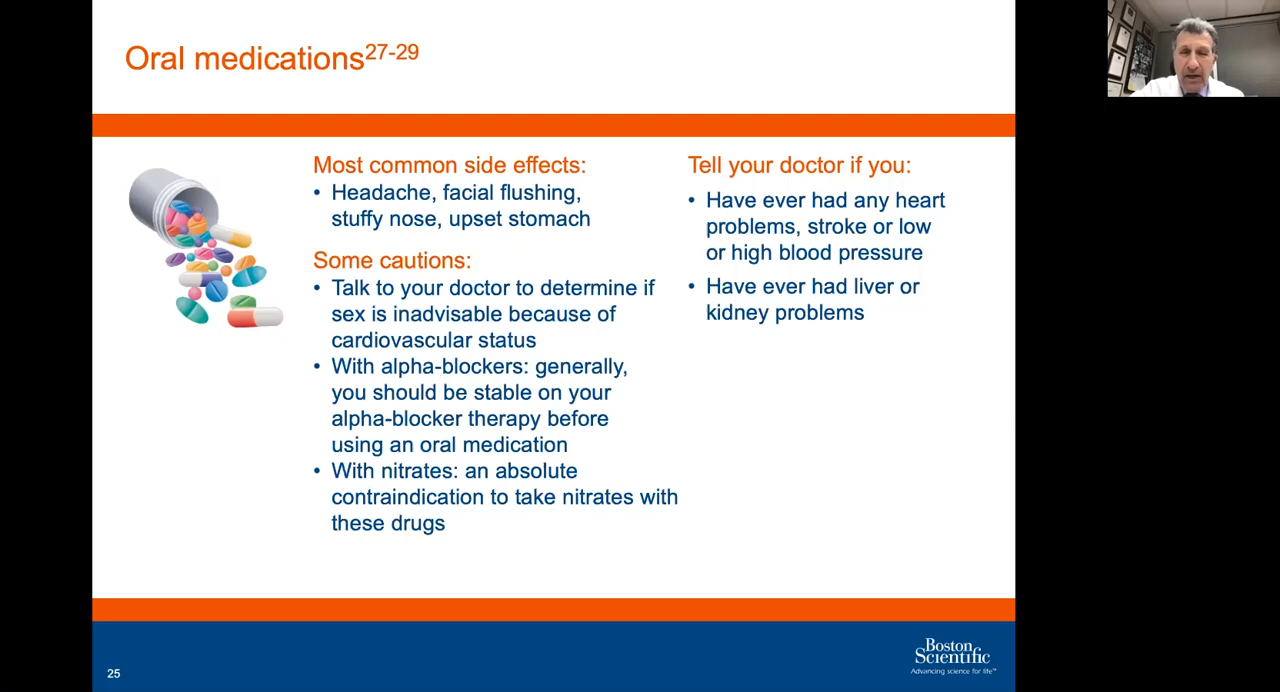 Oral medications27-29
Most common side effects:
• Headache, facial flushing,
stuffy nose, upset stomach
Some cautions:
• Talk to your doctor to determine if
sex is inadvisable because of
cardiovascular status
• With alpha-blockers: generally,
you should be stable on your
alpha-blocker therapy before
using an oral medication
• With nitrates: an absolute
contraindication to take nitrates with
these drugs
Tell your doctor if you:
• Have ever had any heart
problems, stroke or low
or high blood pressure
• Have ever had liver or
kidney problems
25
Boston
Scientific
Advancing science for life™